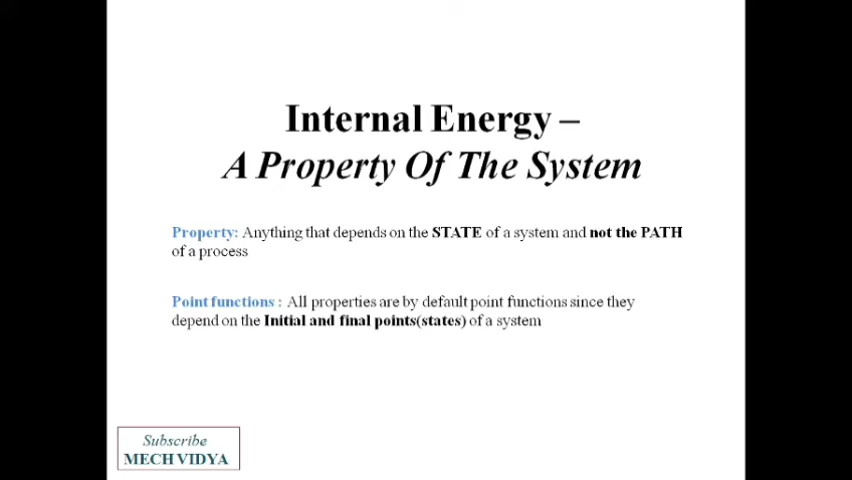 Internal Energy –
A Property Of The System
Property: Anything that depends on the STATE of a system and not the PATH
of a process
Point functions : All properties are by default point functions since they
depend on the Initial and final points(states) of a system
Subscribe
MECH VIDYA